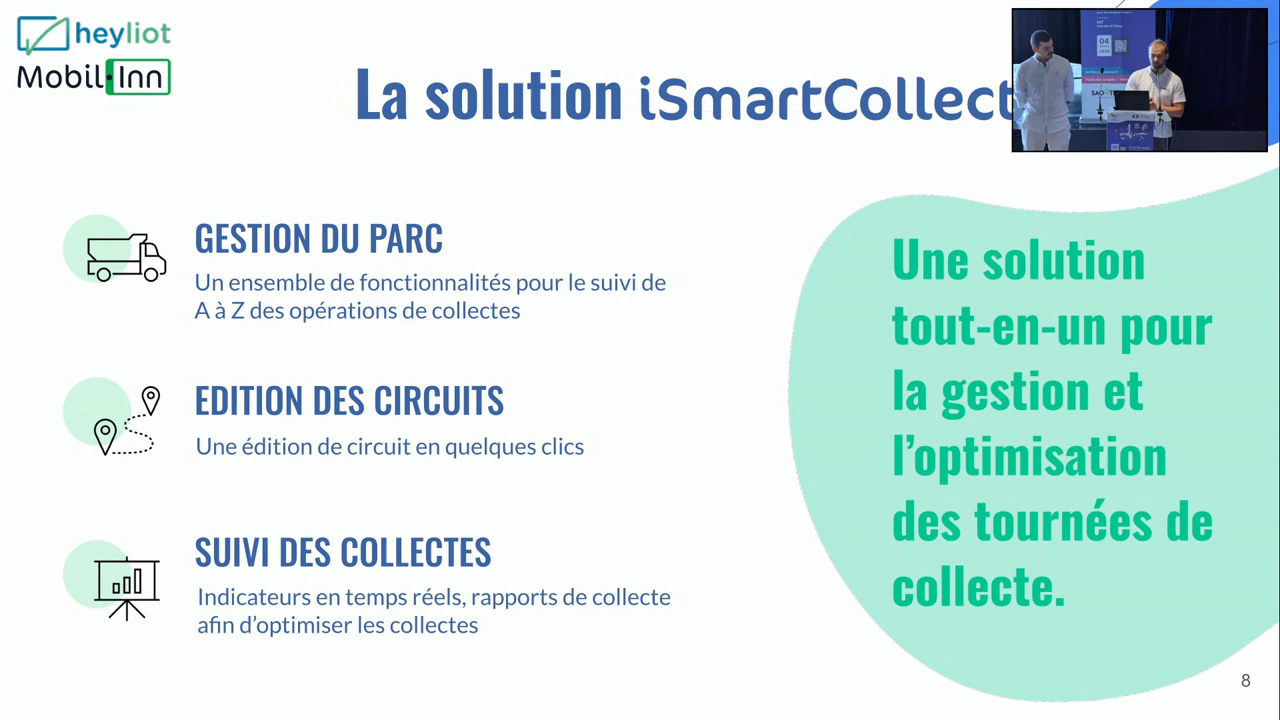 heyliot
Mobil·Inn
La solution iSmartCollect
GESTION DU PARC
Un ensemble de fonctionnalités pour le suivi de
A à Z des opérations de collectes
EDITION DES CIRCUITS
Une édition de circuit en quelques clics
SUIVI DES COLLECTES
Indicateurs en temps réels, rapports de collecte
afin d'optimiser les collectes
Une solution
tout-en-un pour
la gestion et
l'optimisation
des tournées de
collecte.
8
04